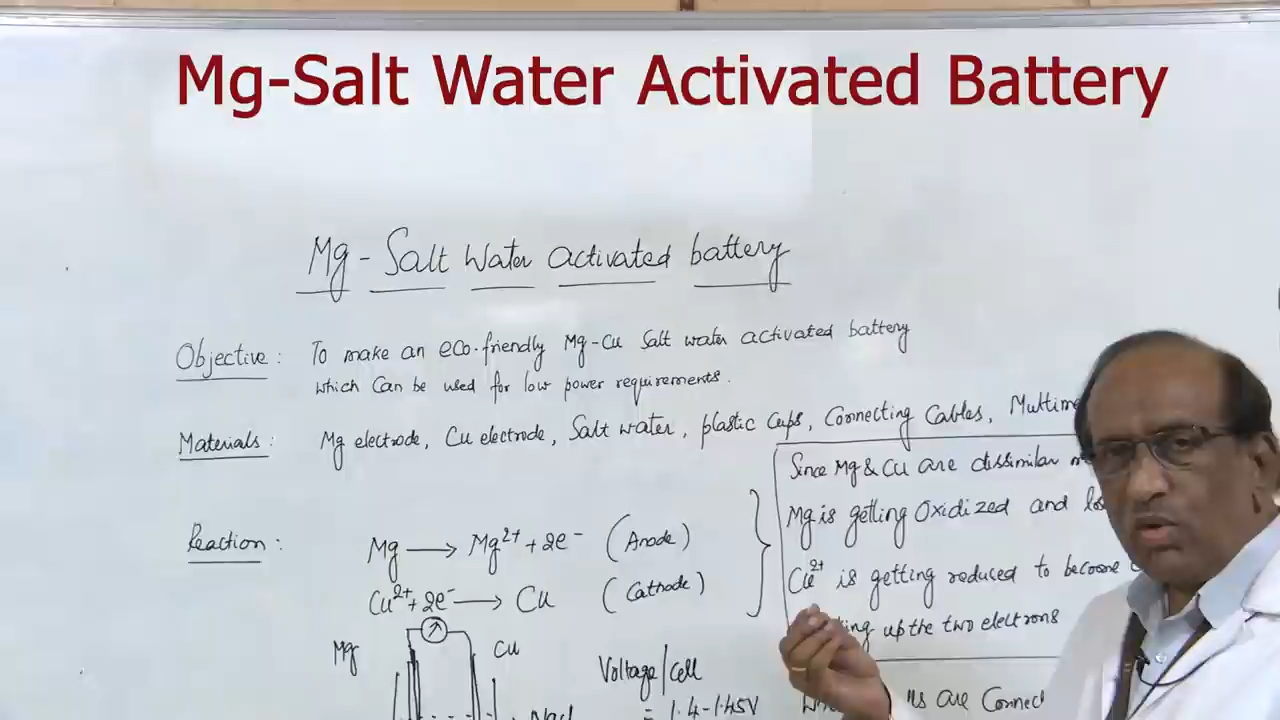 Mg-Salt Water Activated Battery
Mg - Salt Water activated battery
Objective : To make an eco-friendly Mg-Cu Salt water activated battery
which can be used for low power requirements.
Materials : Mg electrode, Cu electrode, Salt water, plastic Cups, Connecting Cables,
Since Mg & Cu are dissimilar
Mg is getting Oxidized and
Reaction : Mg → Mg²⁺ + 2e⁻ (Anode)
Cu²⁺ + 2e⁻ → Cu (Cathode)
Cu²⁺ is getting reduced to become
up the two electrons
Mg Cu
Voltage/cell
= 1.4-1.45V
are